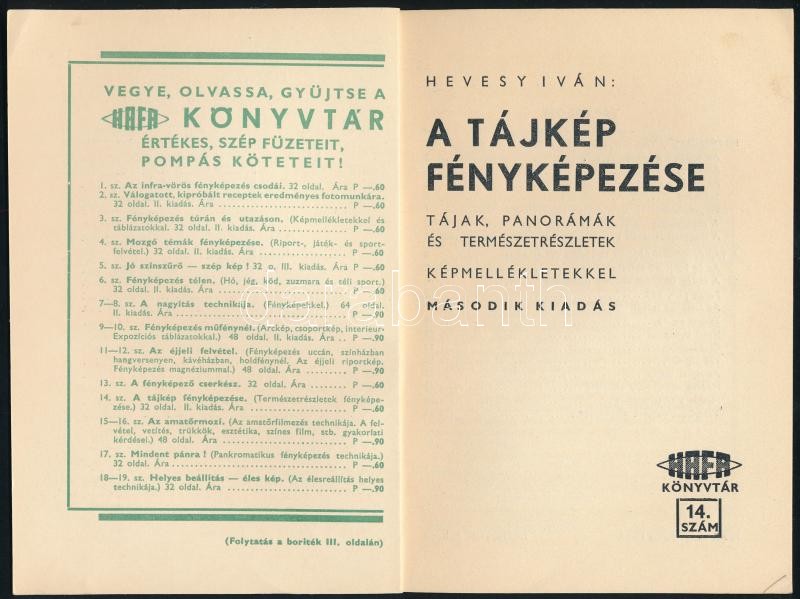 VEGYE, OLVASSA, GYÜJTSE A
HAFA KÖNYVTÁR
ÉRTÉKES, SZÉP FÜZETEIT,
POMPÁS KÖTETEIT!
1. sz. Az infra-vörös fényképezés csodái. 32 oldal. Ára P —.60
2. sz. Válogatott, kipróbált receptek eredményes fotomunkára.
32 oldal. II. kiadás. Ára P —.60
3. sz. Fényképezés túrán és utazáson. (Képmellékletekkel és
táblázatokkal. 32 oldal. II. kiadás. Ára P —.60
4. sz. Mozgó témák fényképezése. (Riport-, játék- és sport-
felvétel.) 32 oldal. II. kiadás. Ára P —.60
5. sz. Jó szinszűrő — szép kép! 32 o. III. kiadás. Ára P —.60
6. sz. Fényképezés télen. (Hó, jég, köd, zuzmara és téli sport.)
32 oldal. II. kiadás. Ára P —.60
7—8. sz. A nagyítás technikája. (Fényképekkel.) 64 oldal.
II. kiadás. Ára P —.90
9—10. sz. Fényképezés műfénynél. (Arckép, csoportkép, interieur
Expozíciós táblázatokkal.) 48 oldal. II. kiadás. Ára P —.90
11—12. sz. Az éjjeli felvétel. (Fényképezés uccán, színházban
hangversenyen, kávéházban, holdfénynél. Az éjjeli riportkép.
Fényképezés magnéziummal.) 48 oldal. Ára P —.90
13. sz. A fényképező cserkész. 32 oldal. Ára P —.60
14. sz. A tájkép fényképezése. (Természetrészletek fényképe-
zése.) 32 oldal. II. kiadás. Ára P —.60
15—16. sz. Az amatőrmozi. (Az amatőrfilmezés technikája. A fel-
vétel, vetítés, trükkök, esztétika, színes film, stb. gyakorlati
kérdései.) 48 oldal. Ára P —.90
17. sz. Mindent pánra! (Pankromatikus fényképezés technikája.)
32 oldal. Ára P —.60
18—19. sz. Helyes beállítás — éles kép. (Az élesreállítás helyes
technikája.) 32 oldal. Ára P —.90
(Folytatás a boriték III. oldalán)
HEVESY IVÁN:
A TÁJKÉP
FÉNYKÉPEZÉSE
TÁJAK, PANORÁMÁK
ÉS TERMÉSZETRÉSZLETEK
KÉPMELLÉKLETEKKEL
MÁSODIK KIADÁS
HAFA
KÖNYVTÁR
14.
SZÁM
darabanth